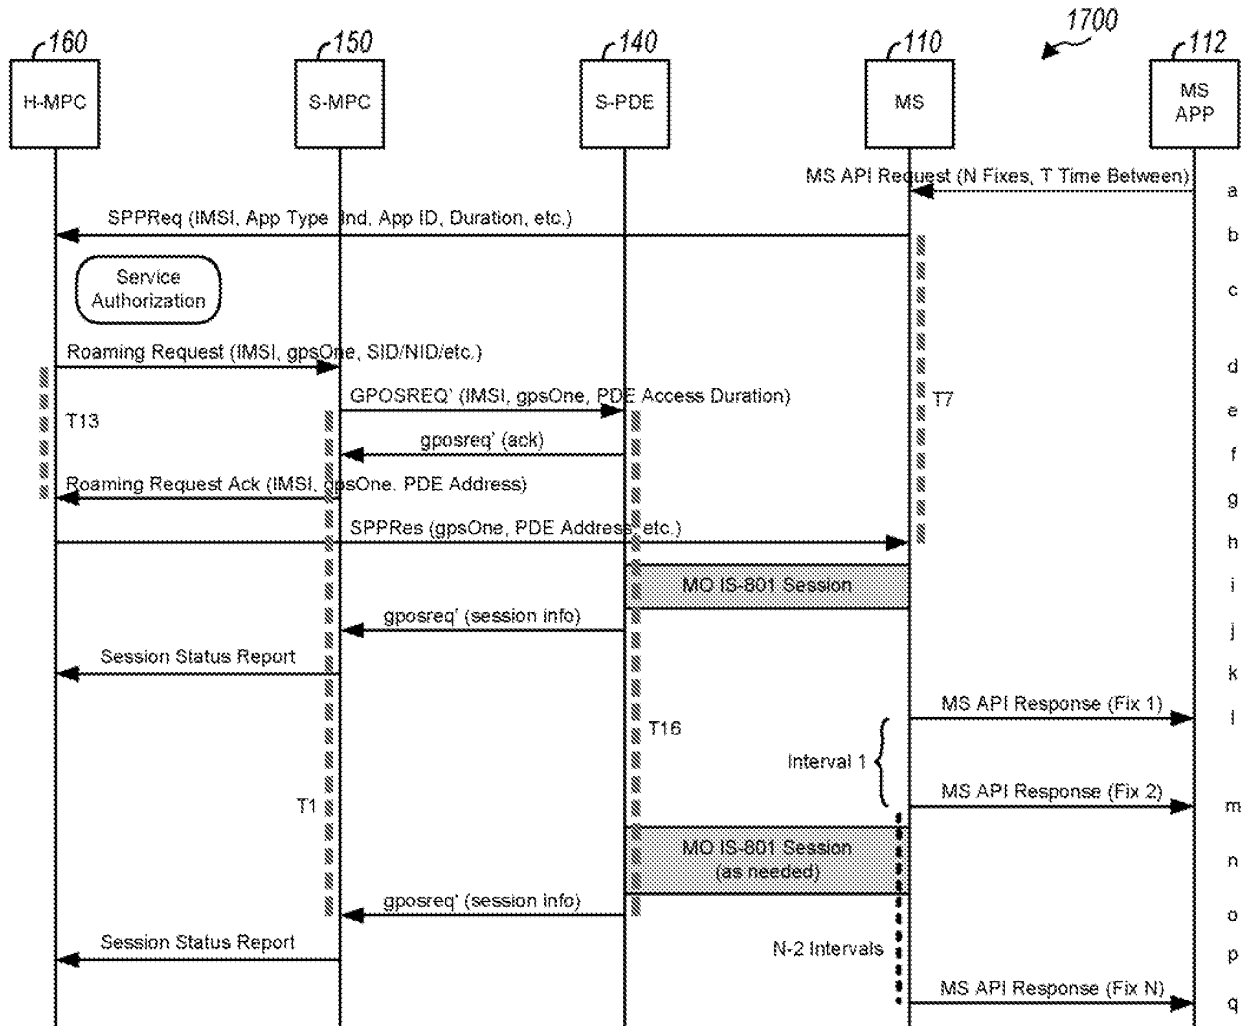 1700
160
150
140
110
112
H-MPC
S-MPC
S-PDE
MS
MS
APP
MS API Request (N Fixes, T Time Between)
a
SPPReq (IMSI, App Type Ind, App ID, Duration, etc.)
b
Service
Authorization
c
Roaming Request (IMSI, gpsOne, SID/NID/etc.)
d
GPOSREQ' (IMSI, gpsOne, PDE Access Duration)
T7
e
T13
gposreq' (ack)
f
Roaming Request Ack (IMSI, gpsOne. PDE Address)
g
SPPRes (gpsOne, PDE Address, etc.)
h
MO IS-801 Session
i
gposreq' (session info)
j
Session Status Report
k
MS API Response (Fix 1)
l
T16
Interval 1
MS API Response (Fix 2)
T1
m
MO IS-801 Session
(as needed)
n
gposreq' (session info)
o
Session Status Report
N-2 Intervals
p
MS API Response (Fix N)
q